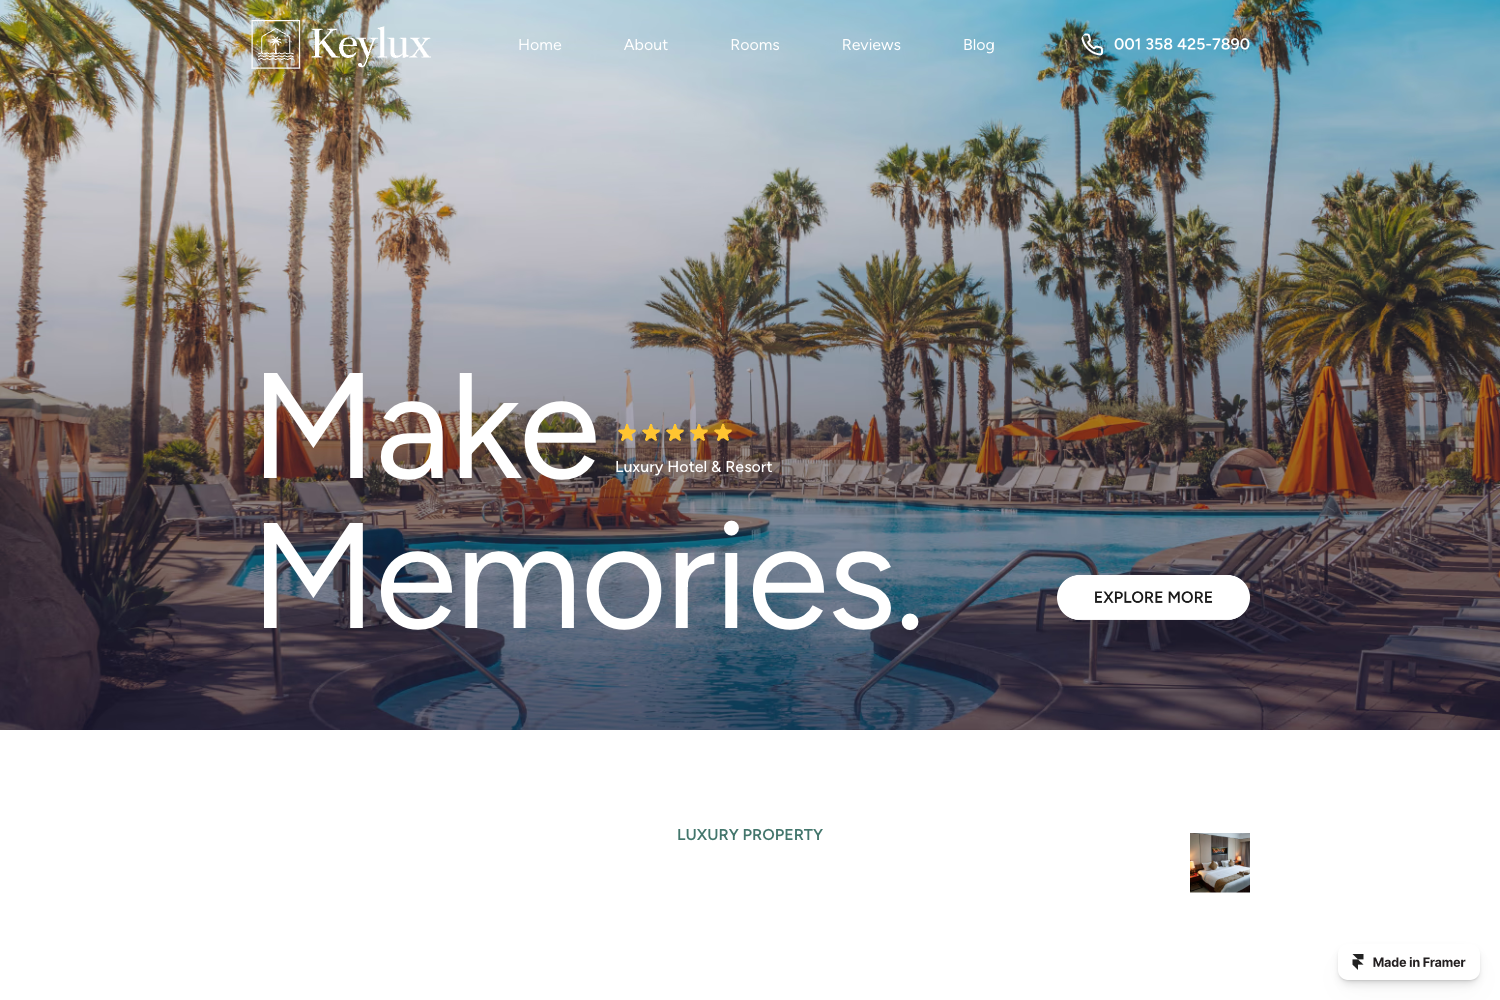 Keylux
Home
About
Rooms
Reviews
Blog
001 358 425-7890
Make
Luxury Hotel & Resort
Memories.
EXPLORE MORE
LUXURY PROPERTY
Made in Framer